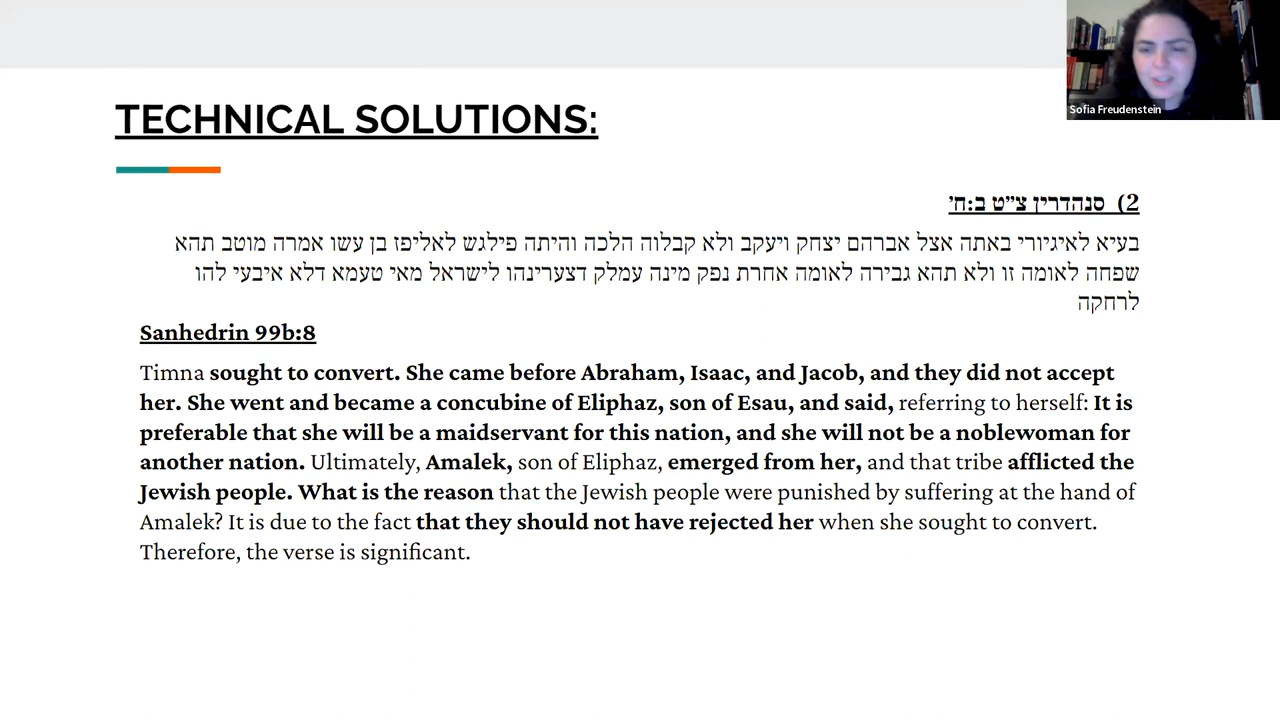 Sofia Freudenstein
TECHNICAL SOLUTIONS:
2) סנהדרין צ״ט ב:ח׳
בעיא לאיגיורי באתה אצל אברהם יצחק ויעקב ולא קבלוה הלכה והיתה פילגש לאליפז בן עשו אמרה מוטב תהא
שפחה לאומה זו ולא תהא גבירה לאומה אחרת נפק מינה עמלק דצערינהו לישראל מאי טעמא דלא איבעי להו
לרחקה
Sanhedrin 99b:8
Timna sought to convert. She came before Abraham, Isaac, and Jacob, and they did not accept
her. She went and became a concubine of Eliphaz, son of Esau, and said, referring to herself: It is
preferable that she will be a maidservant for this nation, and she will not be a noblewoman for
another nation. Ultimately, Amalek, son of Eliphaz, emerged from her, and that tribe afflicted the
Jewish people. What is the reason that the Jewish people were punished by suffering at the hand of
Amalek? It is due to the fact that they should not have rejected her when she sought to convert.
Therefore, the verse is significant.